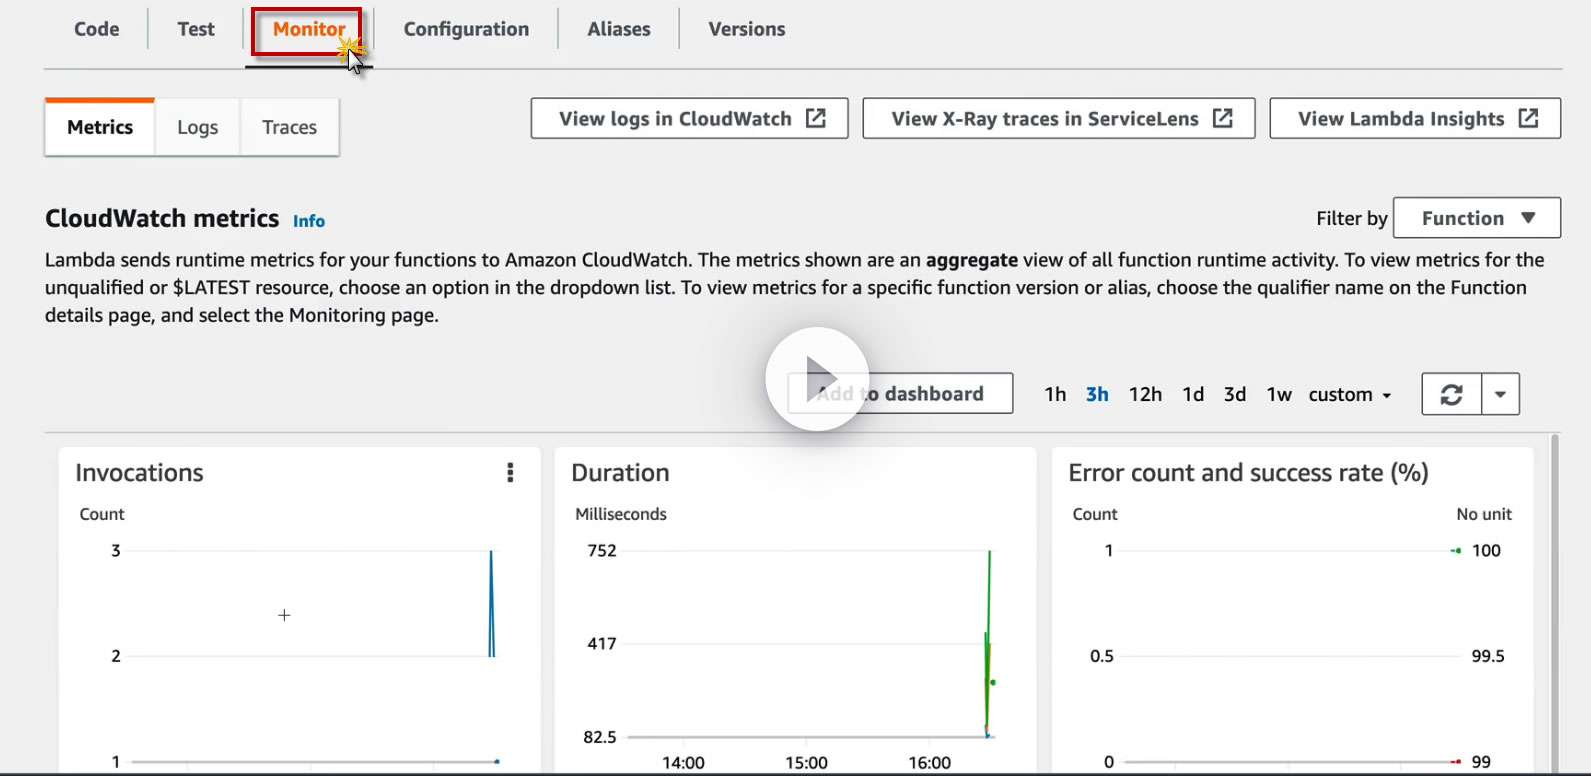 Code Test Monitor Configuration Aliases Versions
Metrics Logs Traces
View logs in CloudWatch View X-Ray traces in ServiceLens View Lambda Insights
CloudWatch metrics Info
Filter by Function
Lambda sends runtime metrics for your functions to Amazon CloudWatch. The metrics shown are an aggregate view of all function runtime activity. To view metrics for the
unqualified or $LATEST resource, choose an option in the dropdown list. To view metrics for a specific function version or alias, choose the qualifier name on the Function
details page, and select the Monitoring page.
Add to dashboard 1h 3h 12h 1d 3d 1w custom
Invocations
Count
3
2
1
Duration
Milliseconds
752
417
82.5
14:00 15:00 16:00
Error count and success rate (%)
Count No unit
1 100
0.5 99.5
0 99